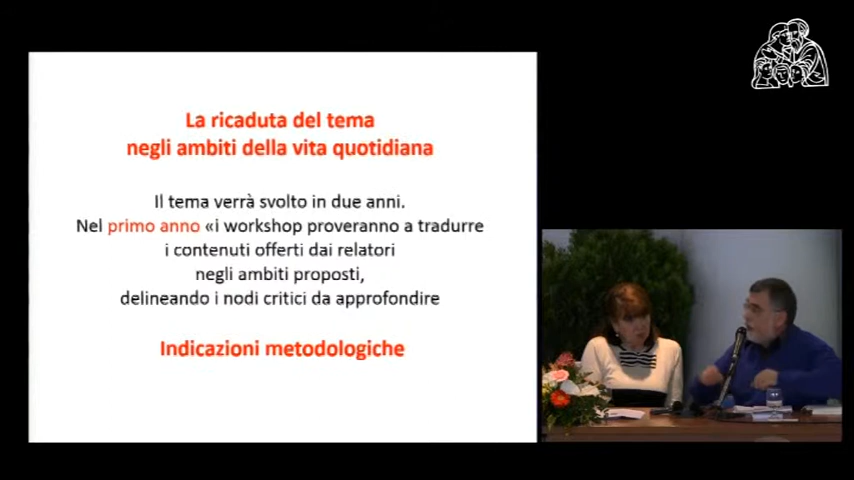 La ricaduta del tema
negli ambiti della vita quotidiana
Il tema verrà svolto in due anni.
Nel primo anno «i workshop proveranno a tradurre
i contenuti offerti dai relatori
negli ambiti proposti,
delineando i nodi critici da approfondire
Indicazioni metodologiche